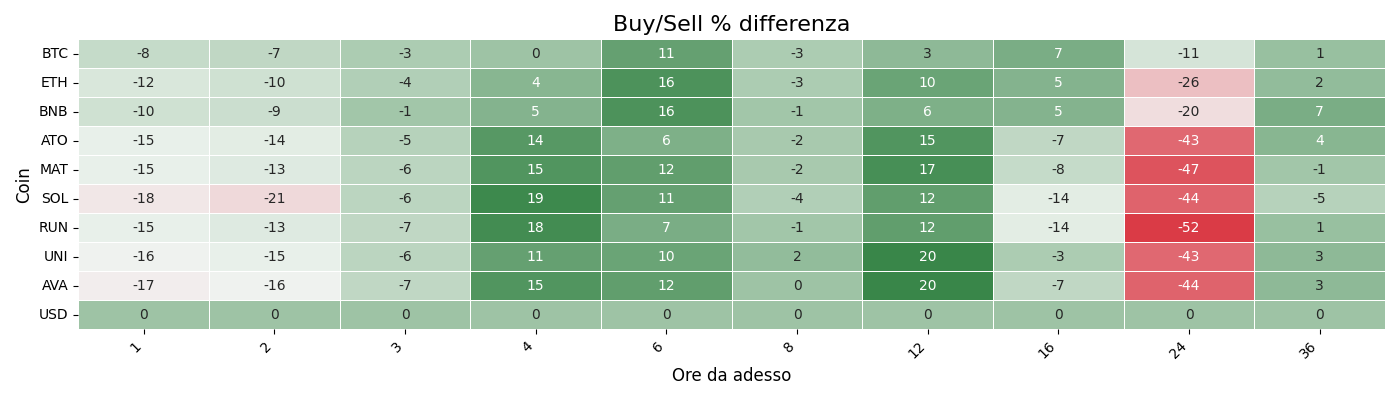 Buy/Sell % differenza
Coin
BTC -8 -7 -3 0 11 -3 3 7 -11 1
ETH -12 -10 -4 4 16 -3 10 5 -26 2
BNB -10 -9 -1 5 16 -1 6 5 -20 7
ATO -15 -14 -5 14 6 -2 15 -7 -43 4
MAT -15 -13 -6 15 12 -2 17 -8 -47 -1
SOL -18 -21 -6 19 11 -4 12 -14 -44 -5
RUN -15 -13 -7 18 7 -1 12 -14 -52 1
UNI -16 -15 -6 11 10 2 20 -3 -43 3
AVA -17 -16 -7 15 12 0 20 -7 -44 3
USD 0 0 0 0 0 0 0 0 0 0
1 2 3 4 6 8 12 16 24 36
Ore da adesso